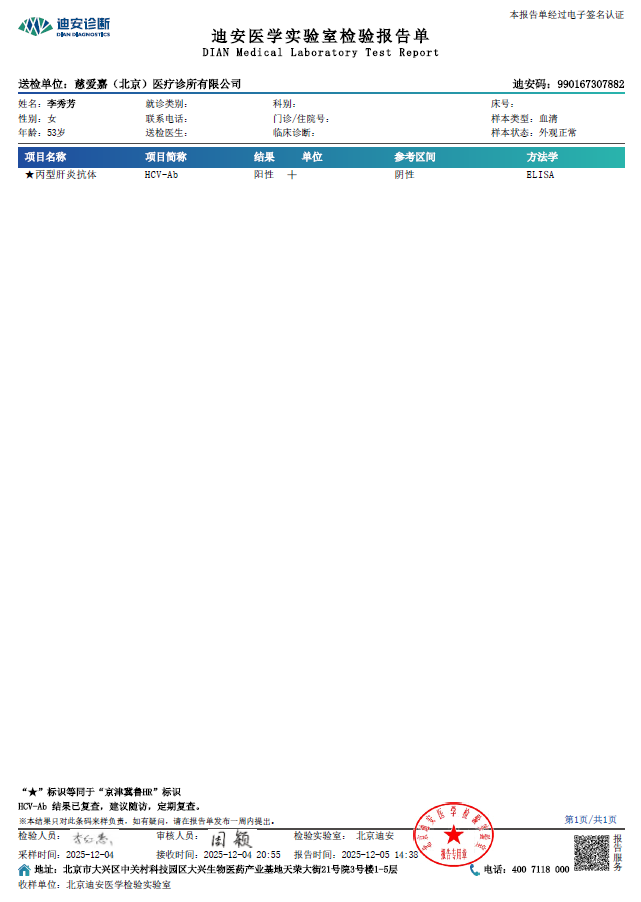 本报告单经过电子签名认证
迪安诊断
DIAN DIAGNOSTICS
迪安医学实验室检验报告单
DIAN Medical Laboratory Test Report
送检单位：慈爱嘉（北京）医疗诊所有限公司 迪安码：990167307882
姓名：李秀芳 就诊类别： 科别： 床号：
性别：女 联系电话： 门诊/住院号： 样本类型：血清
年龄：53岁 送检医生： 临床诊断： 样本状态：外观正常
项目名称 项目简称 结果 单位 参考区间 方法学
★丙型肝炎抗体 HCV-Ab 阳性 ＋ 阴性 ELISA
“★”标识等同于“京津冀鲁HR”标识
HCV-Ab 结果已复查，建议随访，定期复查。
※本结果只对此条码来样负责，如有疑问，请在报告单发布一周内提出。 第1页/共1页
检验人员： 审核人员：周颖 检验实验室： 北京迪安
采样时间：2025-12-04 接收时间：2025-12-04 20:55 报告时间：2025-12-05 14:38
报告专用章
报告服务
地址：北京市大兴区中关村科技园区大兴生物医药产业基地天荣大街21号院3号楼1-5层 电话：400 7118 000
收样单位：北京迪安医学检验实验室